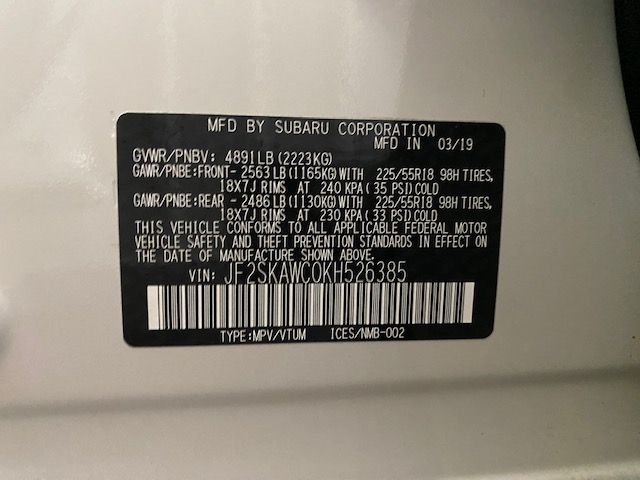 MFD BY SUBARU CORPORATION
MFD IN 03/19
GVWR/PNBV: 4891LB(2223KG)
GAWR/PNBE:FRONT-2563LB(1165KG)WITH 225/55R18 98H TIRES,
18X7J RIMS AT 240 KPA(35 PSI)COLD
GAWR/PNBE:REAR -2486LB(1130KG)WITH 225/55R18 98H TIRES,
18X7J RIMS AT 230 KPA(33 PSI)COLD
THIS VEHICLE CONFORMS TO ALL APPLICABLE FEDERAL MOTOR
VEHICLE SAFETY AND THEFT PREVENTION STANDARDS IN EFFECT ON
THE DATE OF MANUFACTURE SHOWN ABOVE.
VIN: JF2SKAWC0KH526385
TYPE:MPV/VTUM ICES/NMB-002